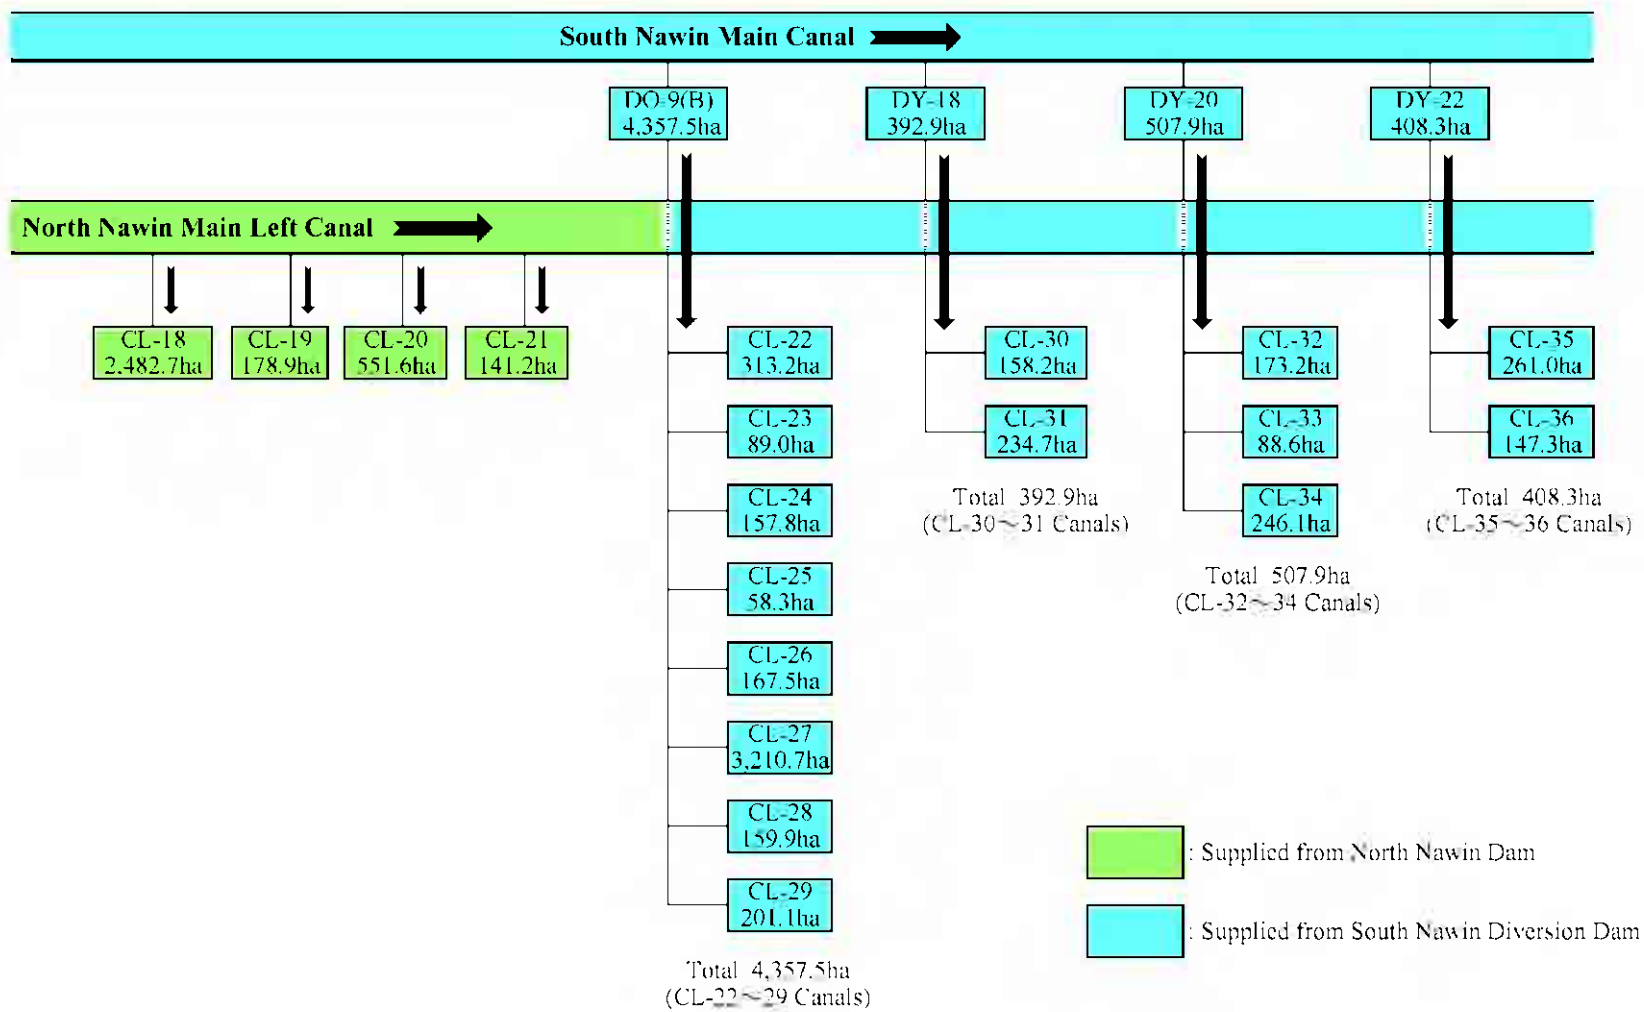 South Nawin Main Canal
DO-9(B)
4,357.5ha
DY-18
392.9ha
DY-20
507.9ha
DY-22
408.3ha
North Nawin Main Left Canal
CL-18
2,482.7ha
CL-19
178.9ha
CL-20
551.6ha
CL-21
141.2ha
CL-22
313.2ha
CL-23
89.0ha
CL-24
157.8ha
CL-25
58.3ha
CL-26
167.5ha
CL-27
3,210.7ha
CL-28
159.9ha
CL-29
201.1ha
Total 4,357.5ha
(CL-22~29 Canals)
CL-30
158.2ha
CL-31
234.7ha
Total 392.9ha
(CL-30~31 Canals)
CL-32
173.2ha
CL-33
88.6ha
CL-34
246.1ha
Total 507.9ha
(CL-32~34 Canals)
CL-35
261.0ha
CL-36
147.3ha
Total 408.3ha
(CL-35~36 Canals)
: Supplied from North Nawin Dam
: Supplied from South Nawin Diversion Dam